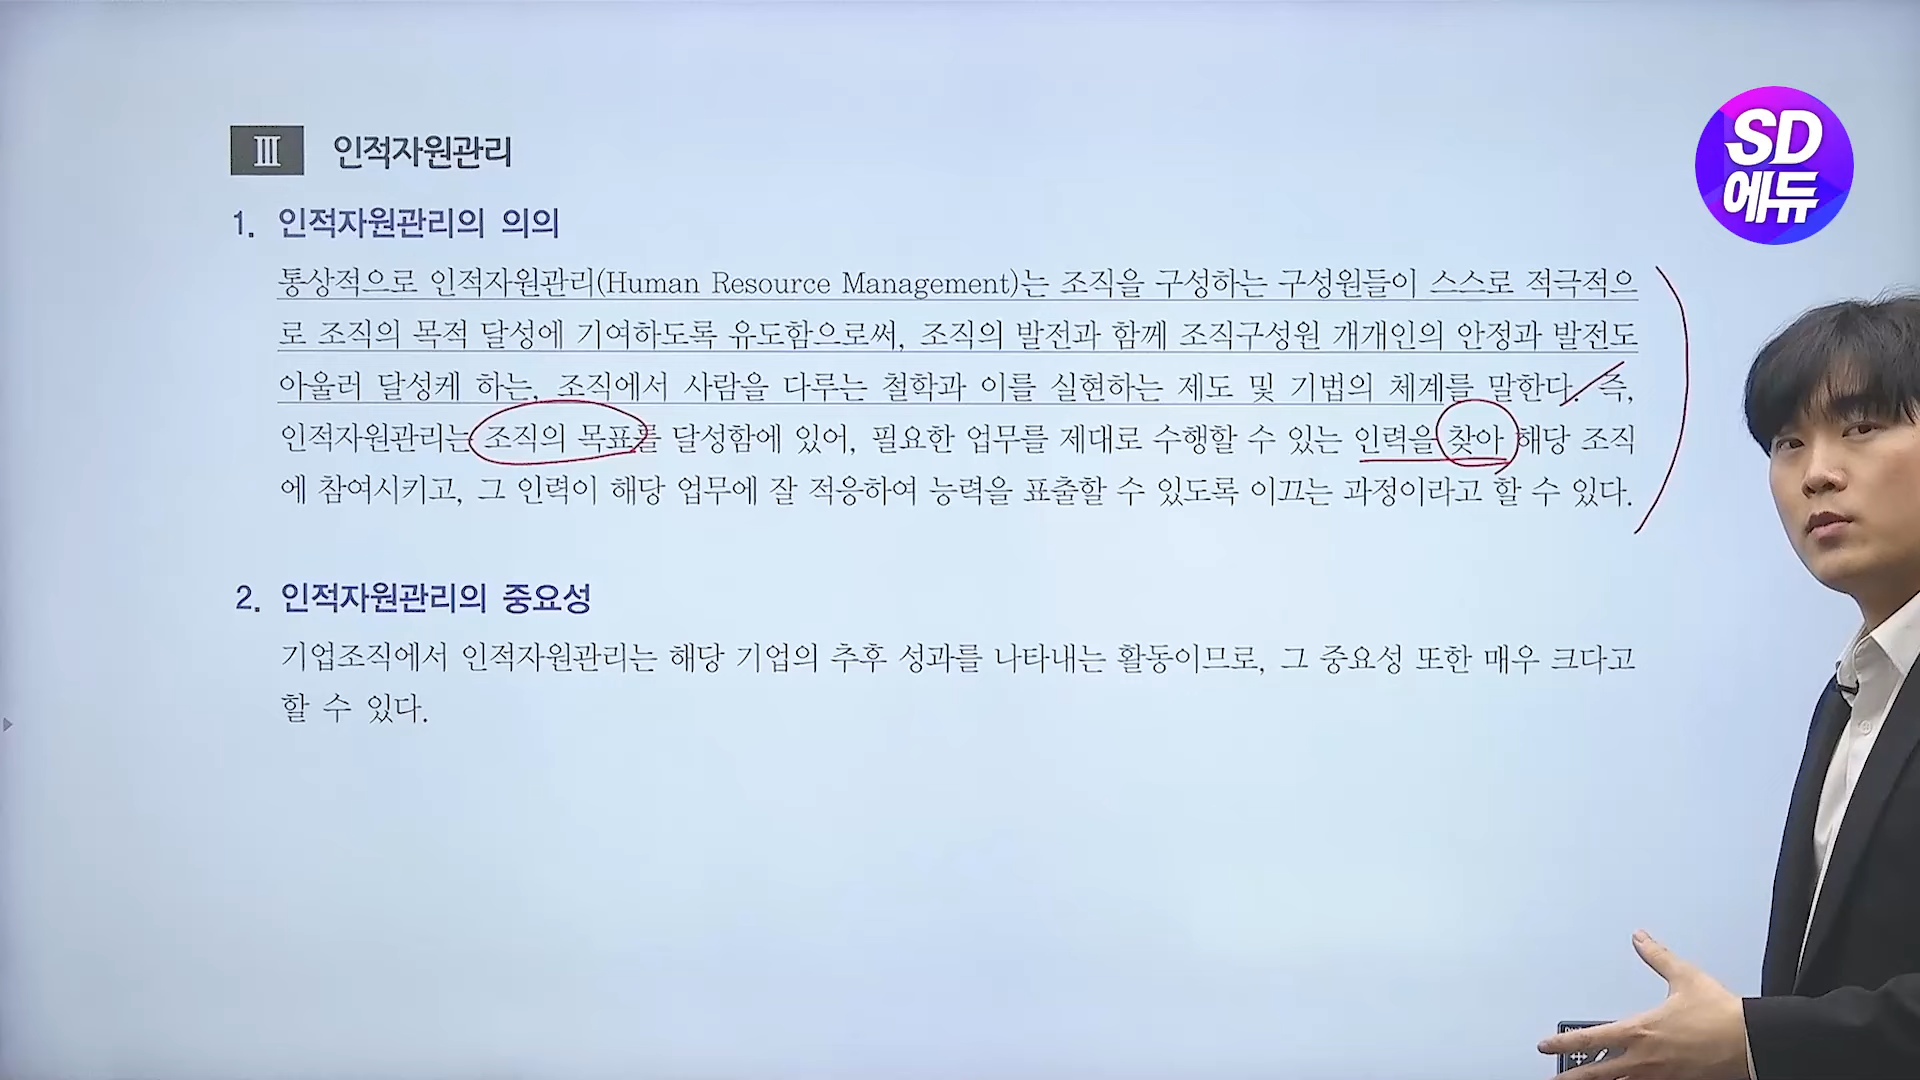 SD
에듀
Ⅲ 인적자원관리
1. 인적자원관리의 의의
통상적으로 인적자원관리(Human Resource Management)는 조직을 구성하는 구성원들이 스스로 적극적으
로 조직의 목적 달성에 기여하도록 유도함으로써, 조직의 발전과 함께 조직구성원 개개인의 안정과 발전도
아울러 달성케 하는, 조직에서 사람을 다루는 철학과 이를 실현하는 제도 및 기법의 체계를 말한다. 즉,
인적자원관리는 조직의 목표를 달성함에 있어, 필요한 업무를 제대로 수행할 수 있는 인력을 찾아 해당 조직
에 참여시키고, 그 인력이 해당 업무에 잘 적응하여 능력을 표출할 수 있도록 이끄는 과정이라고 할 수 있다.
2. 인적자원관리의 중요성
기업조직에서 인적자원관리는 해당 기업의 추후 성과를 나타내는 활동이므로, 그 중요성 또한 매우 크다고
할 수 있다.